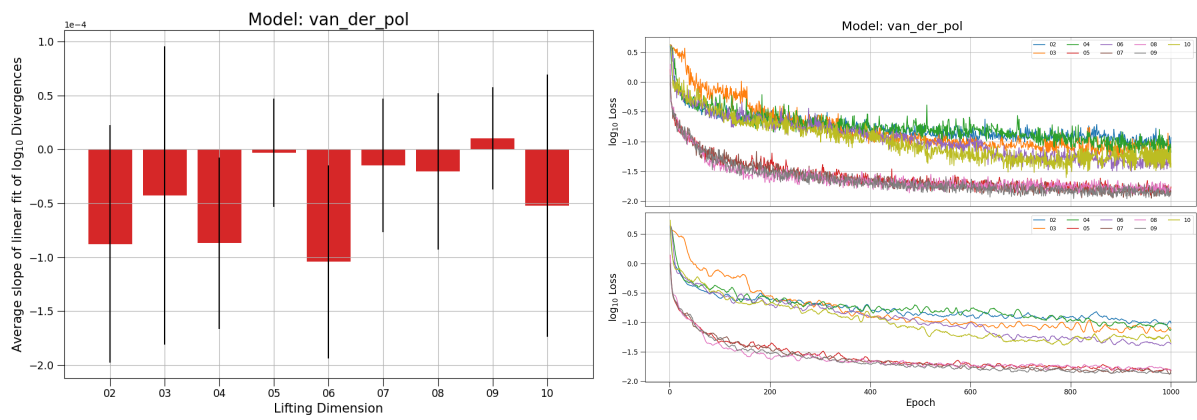 Model: van_der_pol
1e−4
1.0
0.5
0.0
−0.5
−1.0
−1.5
−2.0
Average slope of linear fit of log10 Divergences
02 03 04 05 06 07 08 09 10
Lifting Dimension
Model: van_der_pol
02 04 06 08 10
03 05 07 09
0.5
0.0
−0.5
−1.0
−1.5
−2.0
log10 Loss
02 04 06 08 10
03 05 07 09
0.5
0.0
−0.5
−1.0
−1.5
−2.0
log10 Loss
0 200 400 600 800 1000
Epoch